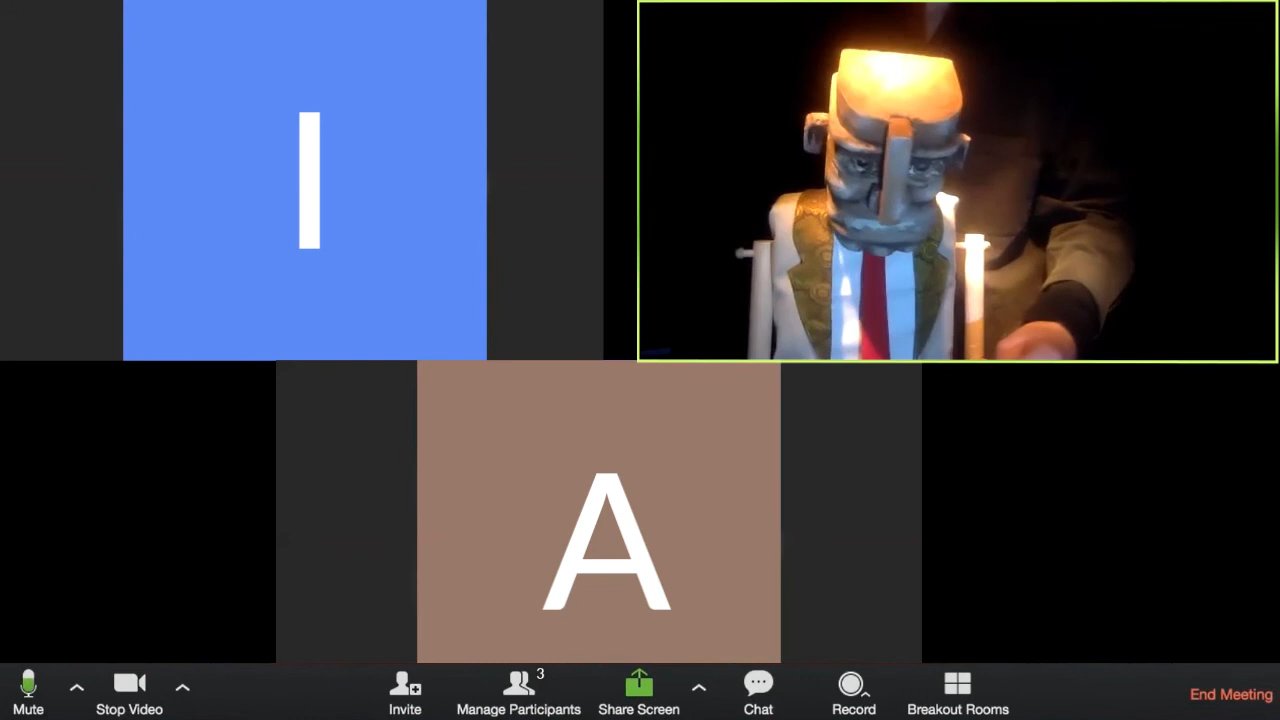 I
A
3
Mute
Stop Video
Invite
Manage Participants
Share Screen
Chat
Record
Breakout Rooms
End Meeting